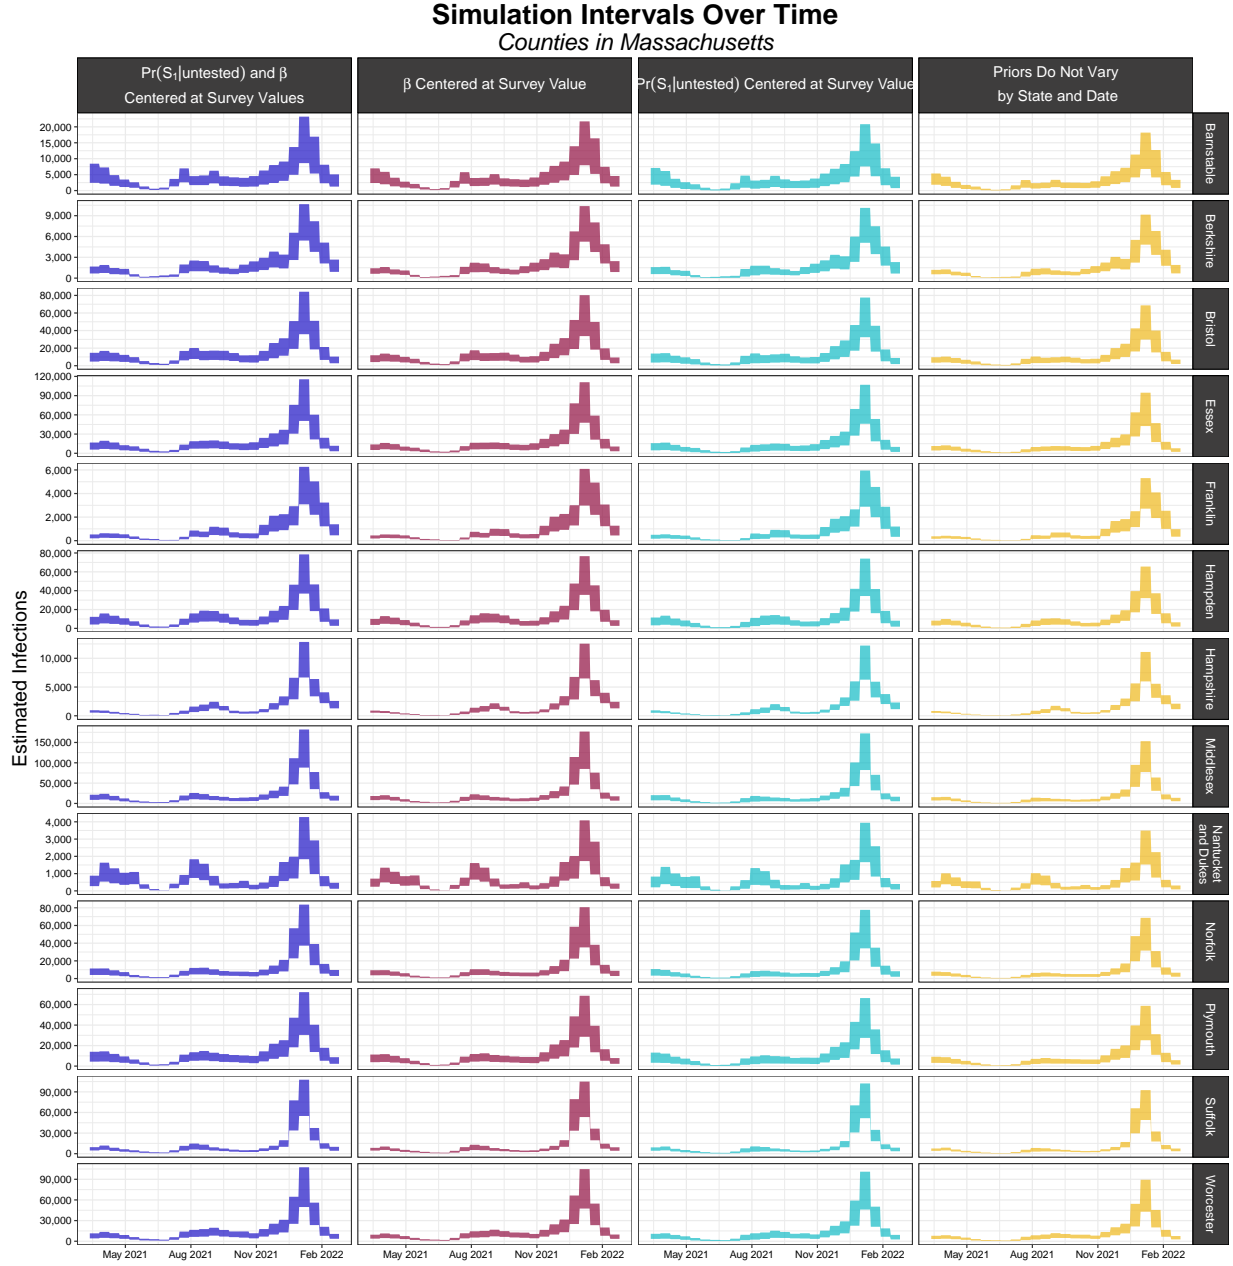 Simulation Intervals Over Time
Counties in Massachusetts
Pr(S₁|untested) and β
Centered at Survey Values
β Centered at Survey Value
Pr(S₁|untested) Centered at Survey Value
Priors Do Not Vary
by State and Date
Estimated Infections
20,000
15,000
10,000
5,000
0
Barnstable
9,000
6,000
3,000
0
Berkshire
80,000
60,000
40,000
20,000
0
Bristol
120,000
90,000
60,000
30,000
0
Essex
6,000
4,000
2,000
0
Franklin
80,000
60,000
40,000
20,000
0
Hampden
10,000
5,000
0
Hampshire
150,000
100,000
50,000
0
Middlesex
4,000
3,000
2,000
1,000
0
Nantucket
and Dukes
80,000
60,000
40,000
20,000
0
Norfolk
60,000
40,000
20,000
0
Plymouth
90,000
60,000
30,000
0
Suffolk
90,000
60,000
30,000
0
Worcester
May 2021 Aug 2021 Nov 2021 Feb 2022 May 2021 Aug 2021 Nov 2021 Feb 2022 May 2021 Aug 2021 Nov 2021 Feb 2022 May 2021 Aug 2021 Nov 2021 Feb 2022